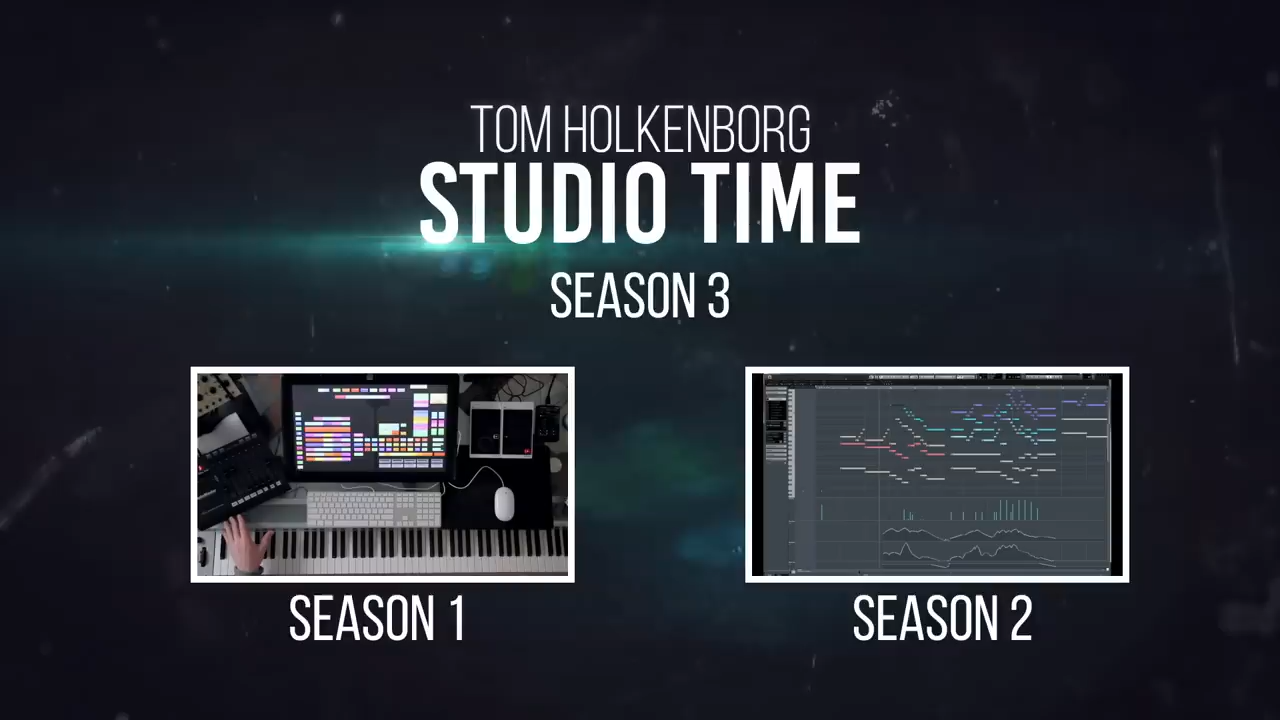 TOM HOLKENBORG
STUDIO TIME
SEASON 3
SEASON 1
SEASON 2